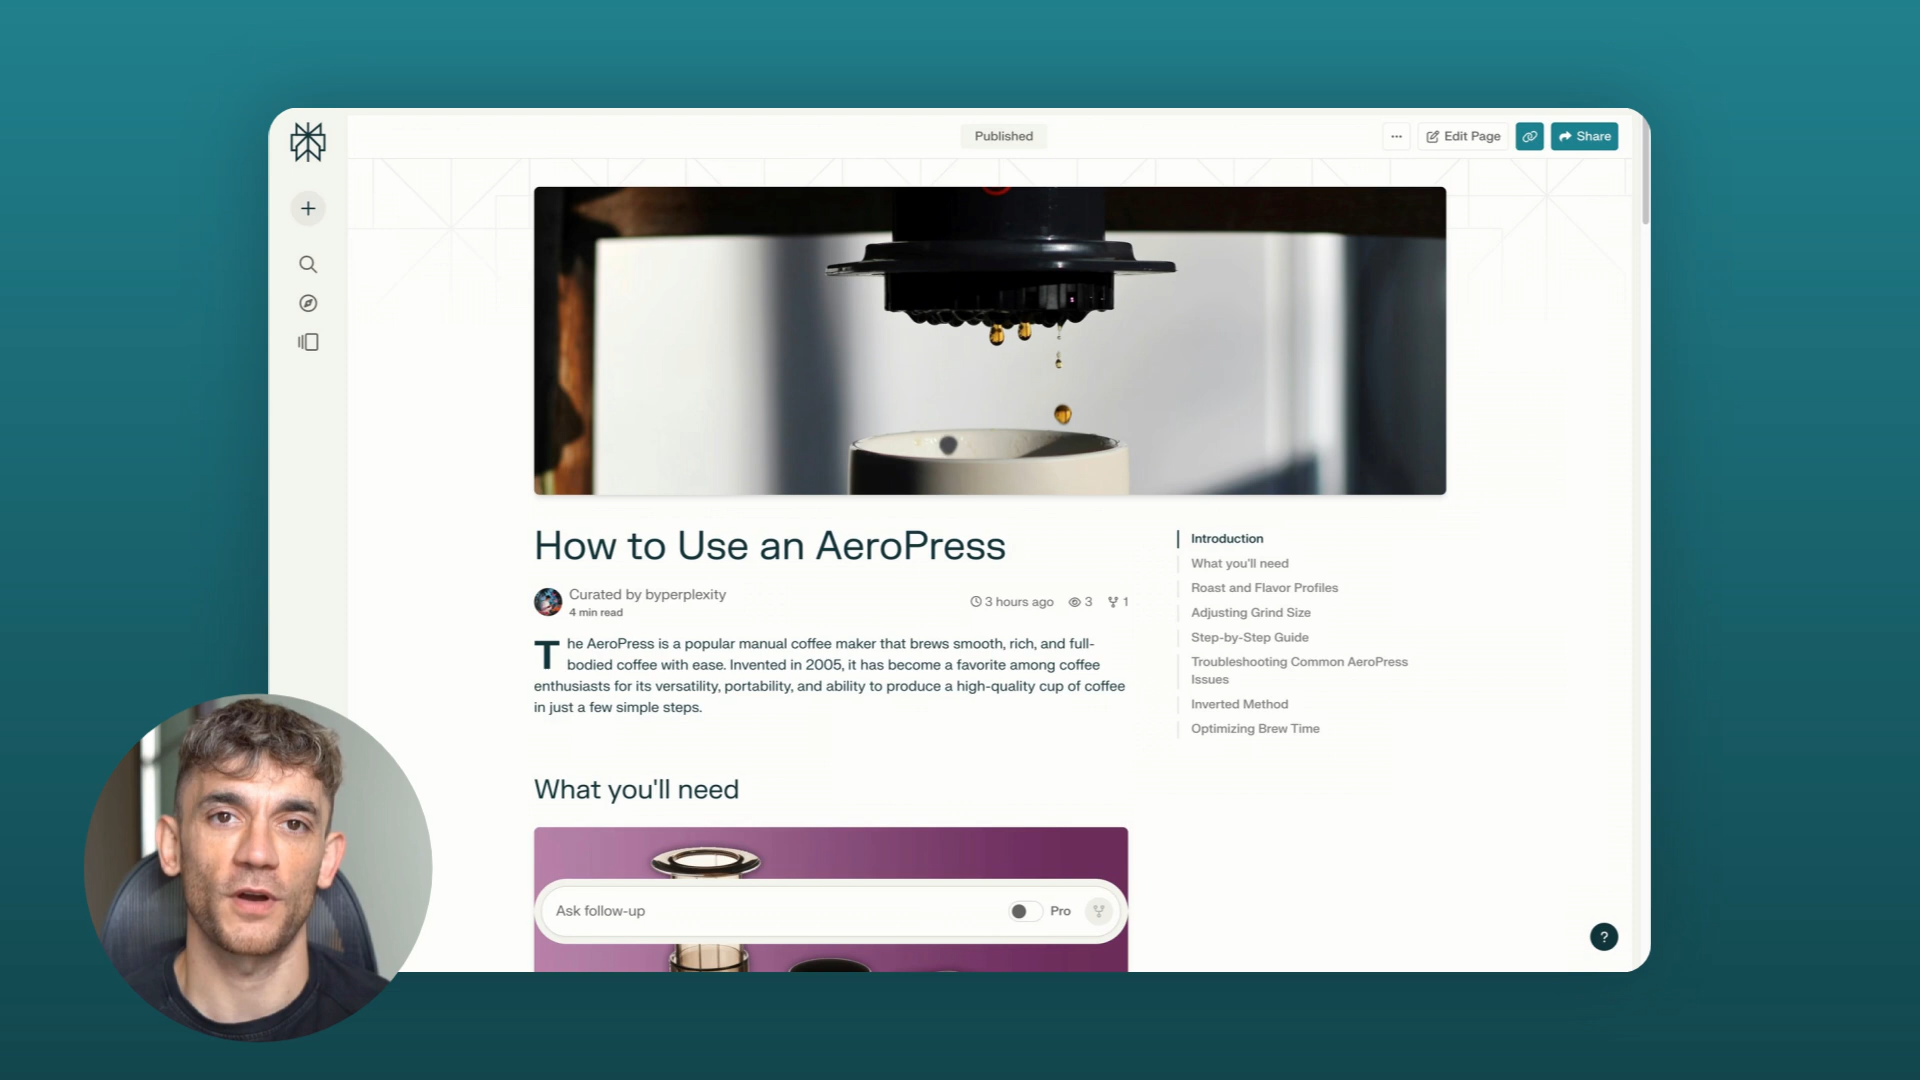 Published
Edit Page
Share
How to Use an AeroPress
Curated by byperplexity
4 min read
3 hours ago
3
1
The AeroPress is a popular manual coffee maker that brews smooth, rich, and full-
bodied coffee with ease. Invented in 2005, it has become a favorite among coffee
enthusiasts for its versatility, portability, and ability to produce a high-quality cup of coffee
in just a few simple steps.
What you'll need
Ask follow-up
Pro
Introduction
What you'll need
Roast and Flavor Profiles
Adjusting Grind Size
Step-by-Step Guide
Troubleshooting Common AeroPress
Issues
Inverted Method
Optimizing Brew Time
?